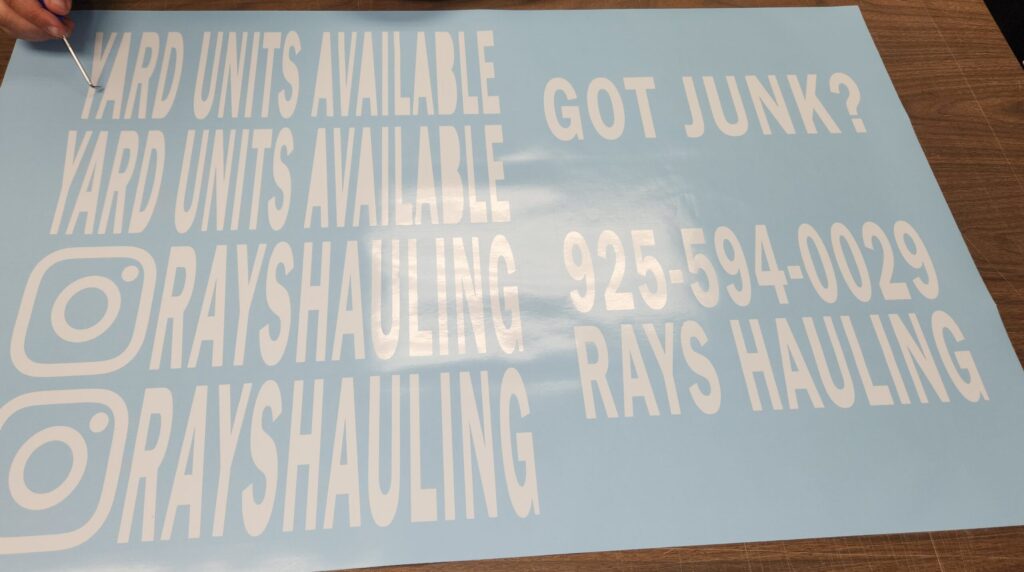 YARD UNITS AVAILABLE
YARD UNITS AVAILABLE
RAYSHAULING
RAYSHAULING
GOT JUNK?
925-594-0029
RAYS HAULING